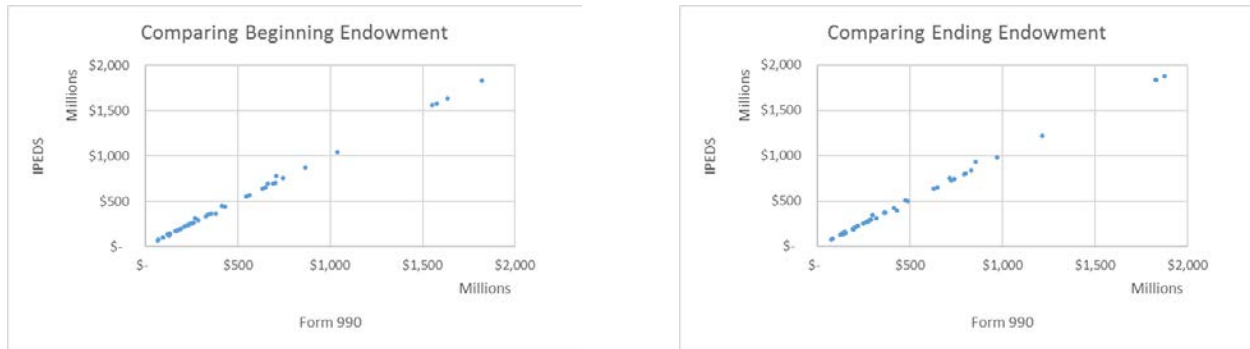 Comparing Beginning Endowment
IPEDS
Millions
$2,000
$1,500
$1,000
$500
$-
$- $500 $1,000 $1,500 $2,000
Millions
Form 990
Comparing Ending Endowment
IPEDS
Millions
$2,000
$1,500
$1,000
$500
$-
$- $500 $1,000 $1,500 $2,000
Millions
Form 990